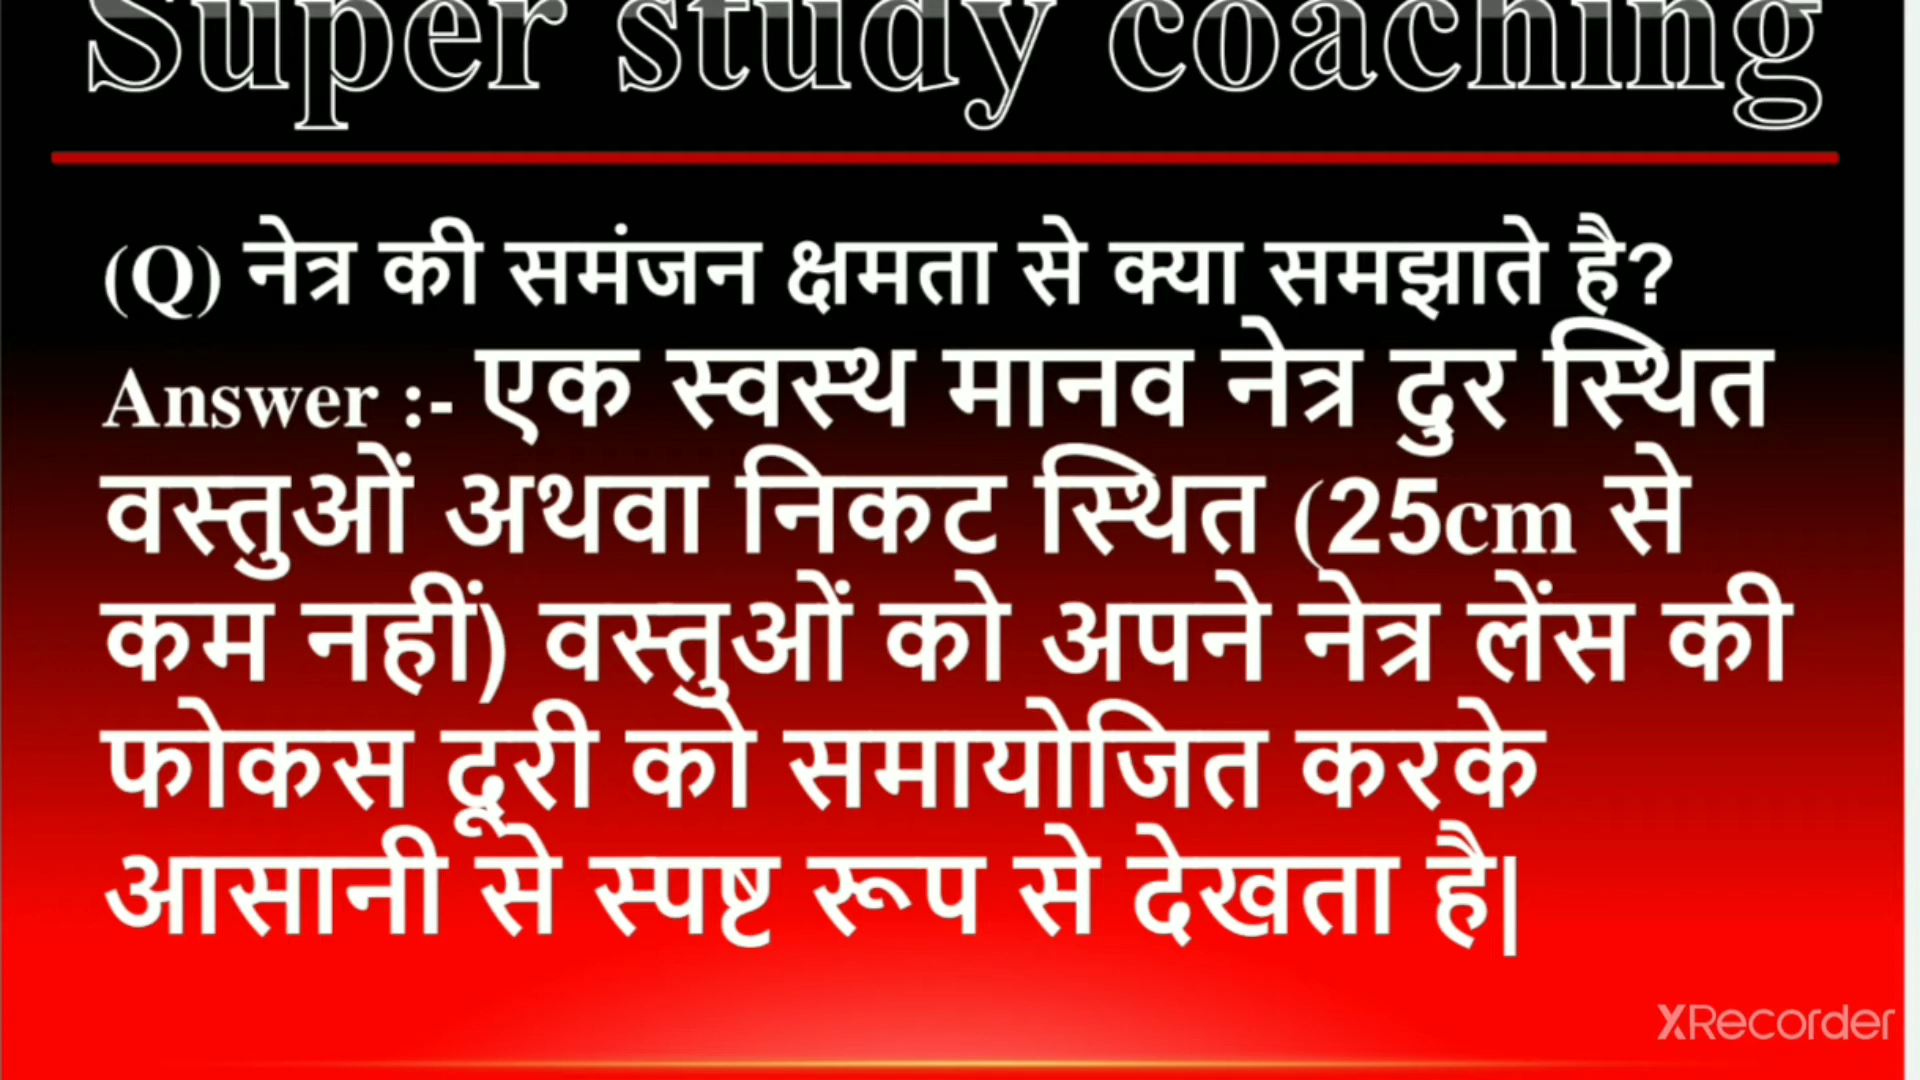 Super study coaching
(Q) नेत्र की समंजन क्षमता से क्या समझाते है?
Answer :- एक स्वस्थ मानव नेत्र दुर स्थित
वस्तुओं अथवा निकट स्थित (25cm से
कम नहीं) वस्तुओं को अपने नेत्र लेंस की
फोकस दूरी को समायोजित करके
आसानी से स्पष्ट रूप से देखता है|
XRecorder